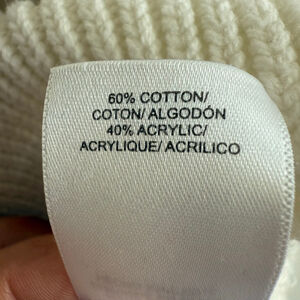 60% COTTON/
COTON/ ALGODÓN
40% ACRYLIC/
ACRYLIQUE/ ACRILICO